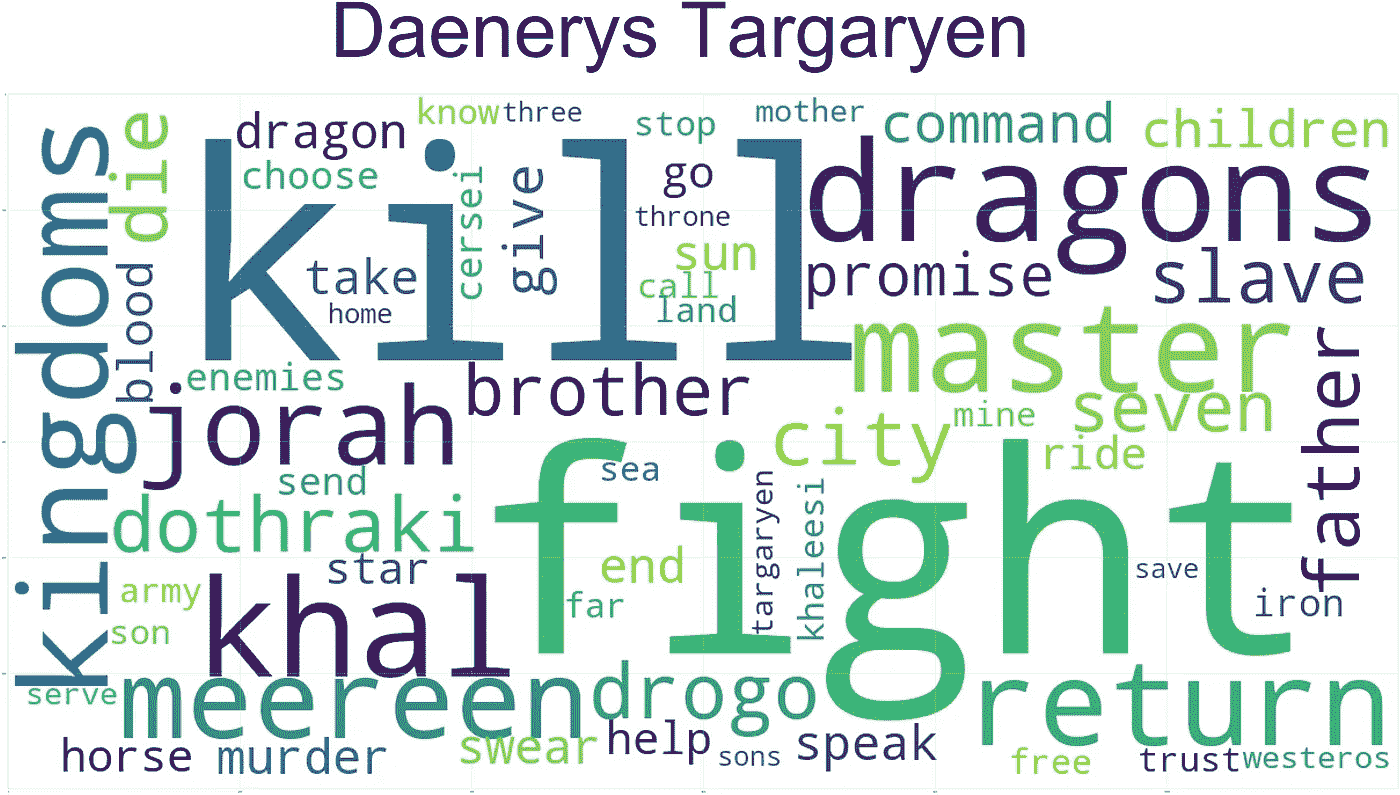 Daenerys Targaryen
know three
stop
mother
command
children
dragon
kingdoms
die
kill
dragons
choose
cersei
give
go
throne
sun
call
land
take
home
promise
slave
blood
master
father
enemies
brother
jorah
seven
mine
city
ride
send
sea
fight
dothraki
targaryen
khaleesi
star
end
far
save
iron
army
son
khal
serve
meereen
drogo
return
horse
murder
swear
help
sons
speak
free
trust
westeros